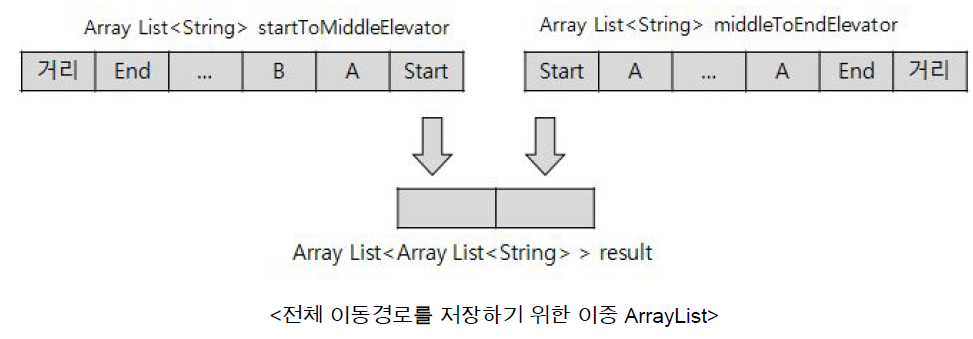 Array List<String> startToMiddleElevator
Array List<String> middleToEndElevator
거리 End ... B A Start
Start A ... A End 거리
Array List<Array List<String> > result
<전체 이동경로를 저장하기 위한 이중 ArrayList>